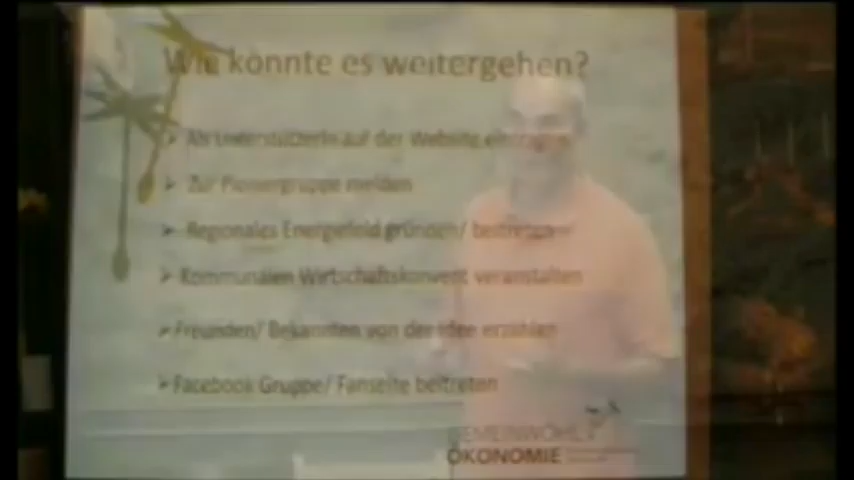 Wie könnte es weitergehen?
➢ Als UnterstützerIn auf der Website eintragen
➢ Zur Pioniergruppe melden
➢ Regionales Energiefeld gründen/ beitreten
➢ Kommunalen Wirtschaftskonvent veranstalten
➢ Freunden/ Bekannten von der Idee erzählen
➢ Facebook Gruppe/ Fanseite beitreten
GEMEINWOHL
ÖKONOMIE